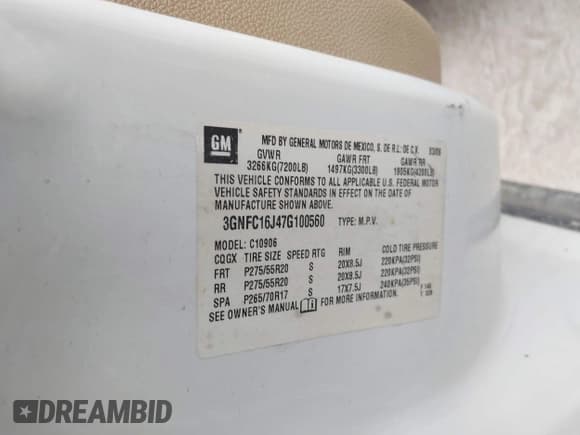 GM
MFD BY GENERAL MOTORS DE MEXICO, S. DE R.L. DE C.V. 03/06
GVWR GAWR FRT GAWR RR
3266KG(7200LB) 1497KG(3300LB) 1905KG(4200LB)
THIS VEHICLE CONFORMS TO ALL APPLICABLE U.S. FEDERAL MOTOR
VEHICLE SAFETY STANDARDS IN EFFECT ON THE DATE OF
MANUFACTURE SHOWN ABOVE.
3GNFC16J47G100560 TYPE: M.P.V.
MODEL: C10906
CQGX TIRE SIZE SPEED RTG RIM COLD TIRE PRESSURE
FRT P275/55R20 S 20X8.5J 220KPA(32PSI)
RR P275/55R20 S 20X8.5J 220KPA(32PSI)
SPA P265/70R17 S 17X7.5J 240KPA(35PSI)
SEE OWNER'S MANUAL FOR MORE INFORMATION.
DREAMBID